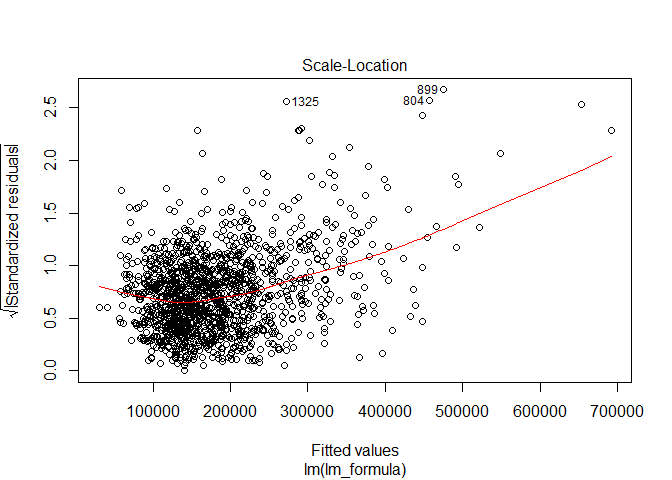 Scale-Location
√|Standardized residuals|
2.5
2.0
1.5
1.0
0.5
0.0
899
804
1325
100000 200000 300000 400000 500000 600000 700000
Fitted values
lm(lm_formula)